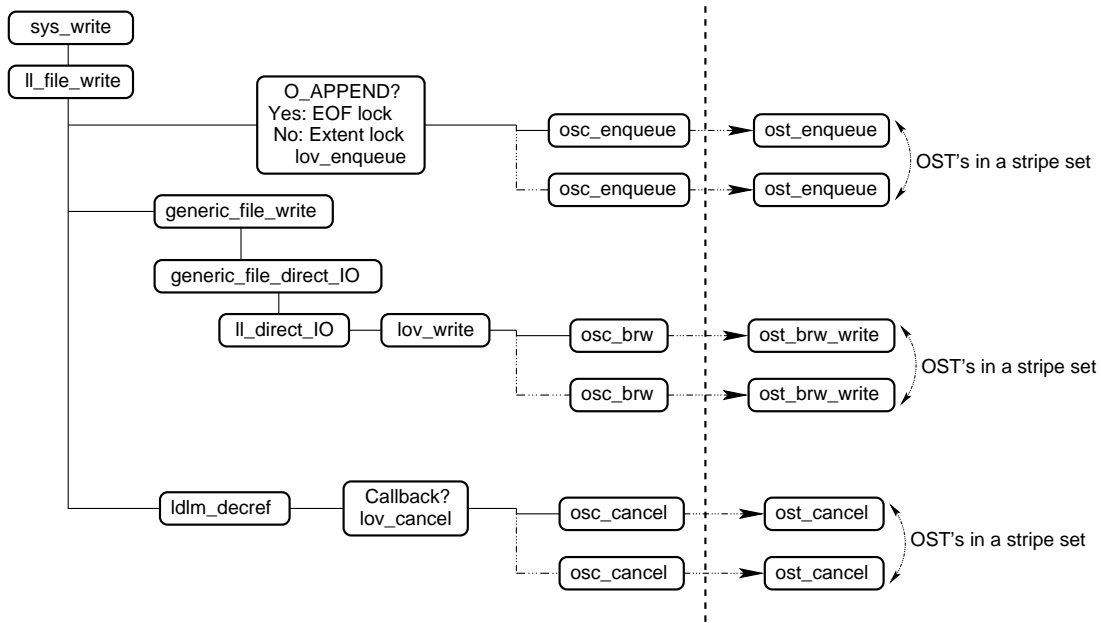 sys_write
ll_file_write
O_APPEND?
Yes: EOF lock
No: Extent lock
lov_enqueue
osc_enqueue
ost_enqueue
OST's in a stripe set
osc_enqueue
ost_enqueue
generic_file_write
generic_file_direct_IO
ll_direct_IO
lov_write
osc_brw
ost_brw_write
OST's in a stripe set
osc_brw
ost_brw_write
ldlm_decref
Callback?
lov_cancel
osc_cancel
ost_cancel
OST's in a stripe set
osc_cancel
ost_cancel